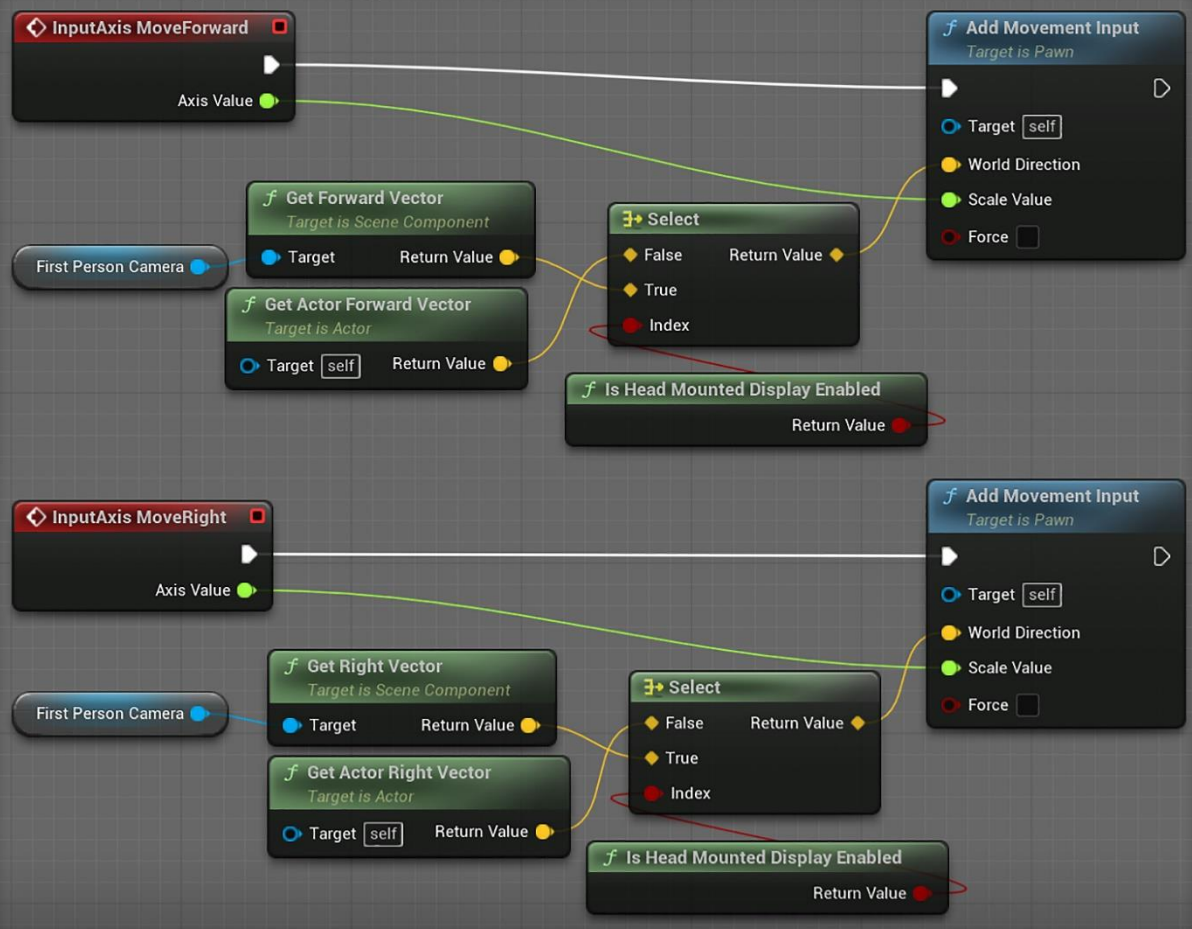 InputAxis MoveForward
Axis Value
Add Movement Input
Target is Pawn
Target self
World Direction
Scale Value
Force
First Person Camera
Get Forward Vector
Target is Scene Component
Target Return Value
Get Actor Forward Vector
Target is Actor
Target self Return Value
Select
False Return Value
True
Index
Is Head Mounted Display Enabled
Return Value
InputAxis MoveRight
Axis Value
Add Movement Input
Target is Pawn
Target self
World Direction
Scale Value
Force
First Person Camera
Get Right Vector
Target is Scene Component
Target Return Value
Get Actor Right Vector
Target is Actor
Target self Return Value
Select
False Return Value
True
Index
Is Head Mounted Display Enabled
Return Value